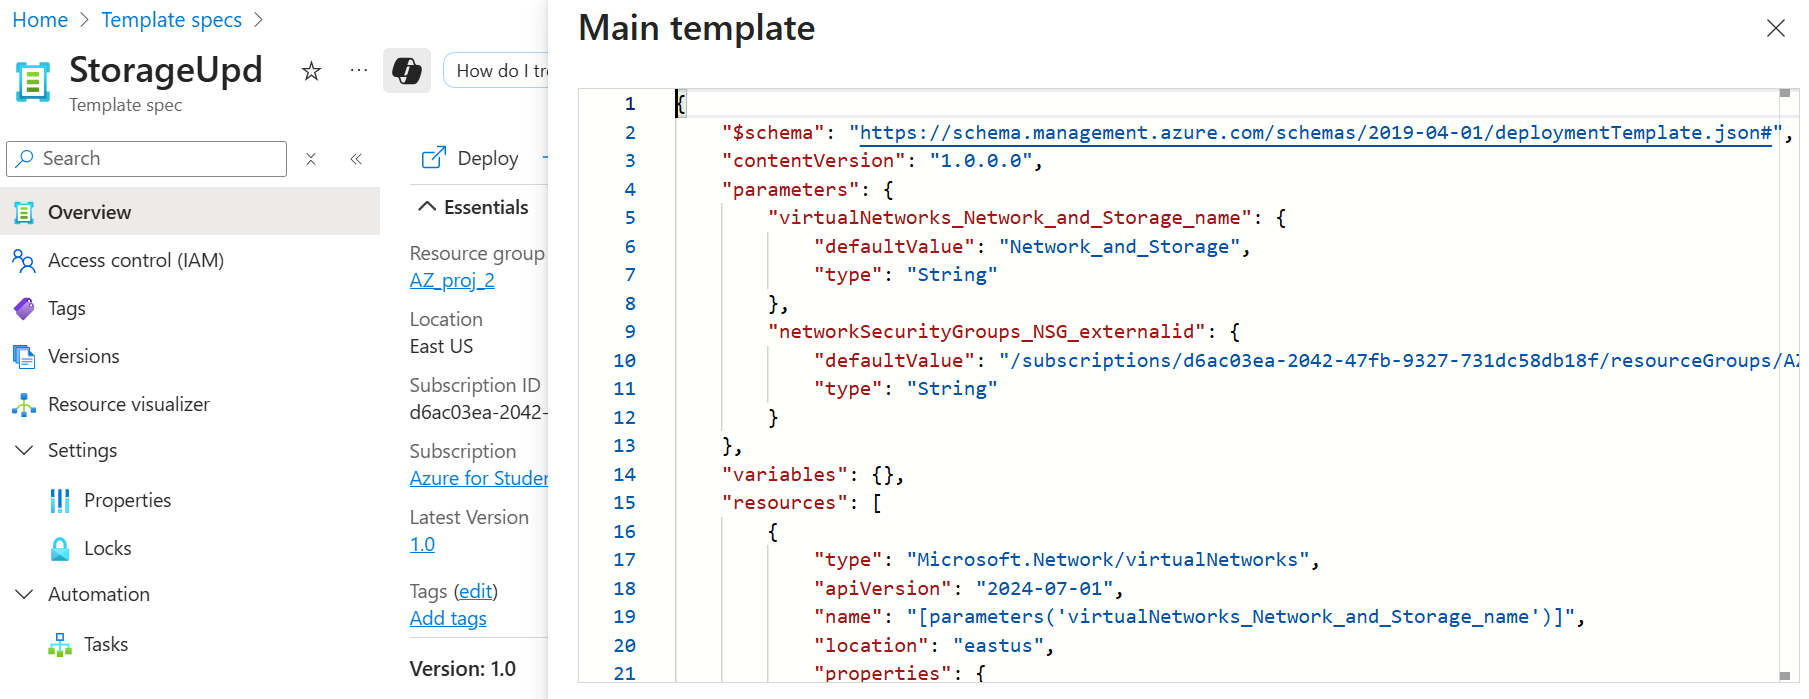 Home > Template specs >
StorageUpd
Template spec
How do I tr
Search
Overview
Access control (IAM)
Tags
Versions
Resource visualizer
Settings
Properties
Locks
Automation
Tasks
Deploy
Essentials
Resource group
AZ_proj_2
Location
East US
Subscription ID
d6ac03ea-2042-
Subscription
Azure for Studen
Latest Version
1.0
Tags (edit)
Add tags
Version: 1.0
Main template
1 {
2 "$schema": "https://schema.management.azure.com/schemas/2019-04-01/deploymentTemplate.json#",
3 "contentVersion": "1.0.0.0",
4 "parameters": {
5 "virtualNetworks_Network_and_Storage_name": {
6 "defaultValue": "Network_and_Storage",
7 "type": "String"
8 },
9 "networkSecurityGroups_NSG_externalid": {
10 "defaultValue": "/subscriptions/d6ac03ea-2042-47fb-9327-731dc58db18f/resourceGroups/AZ
11 "type": "String"
12 }
13 },
14 "variables": {},
15 "resources": [
16 {
17 "type": "Microsoft.Network/virtualNetworks",
18 "apiVersion": "2024-07-01",
19 "name": "[parameters('virtualNetworks_Network_and_Storage_name')]",
20 "location": "eastus",
21 "properties": {